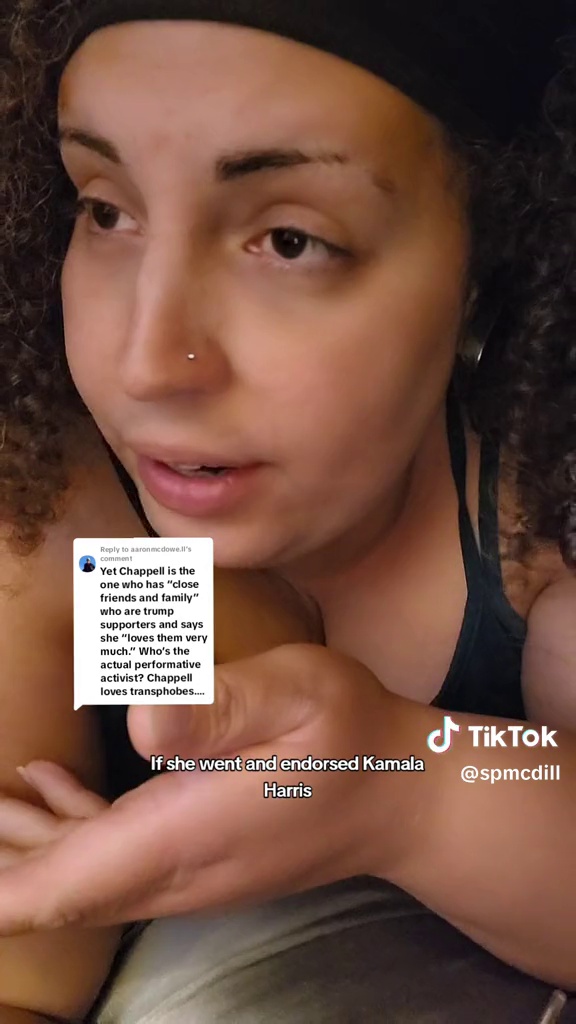 Reply to aaronmcdowe.ll's
comment
Yet Chappell is the
one who has “close
friends and family”
who are trump
supporters and says
she “loves them very
much.” Who’s the
actual performative
activist? Chappell
loves transphobes....
TikTok
If she went and endorsed Kamala
Harris
@spmcdill